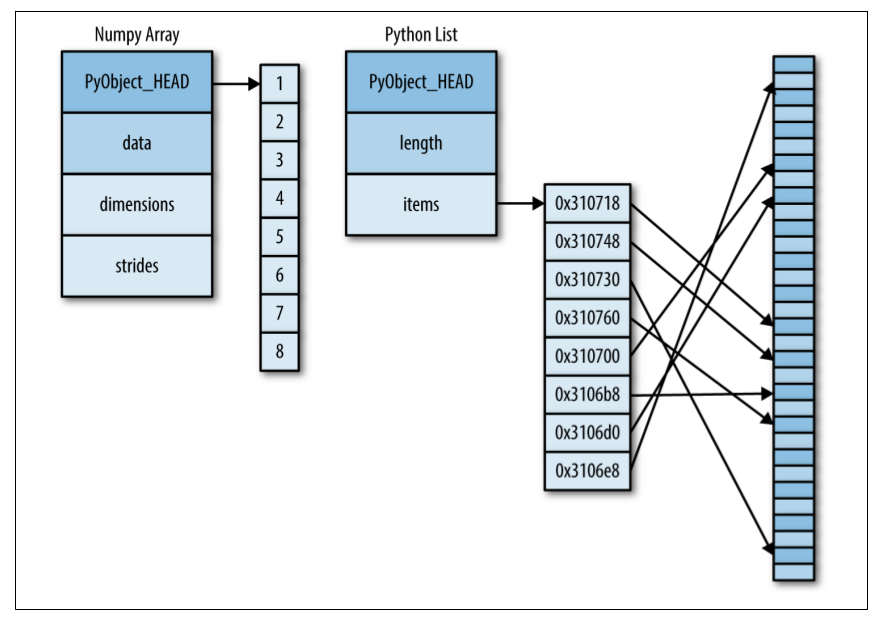 Numpy Array
PyObject_HEAD
data
dimensions
strides
1
2
3
4
5
6
7
8
Python List
PyObject_HEAD
length
items
0x310718
0x310748
0x310730
0x310760
0x310700
0x3106b8
0x3106d0
0x3106e8